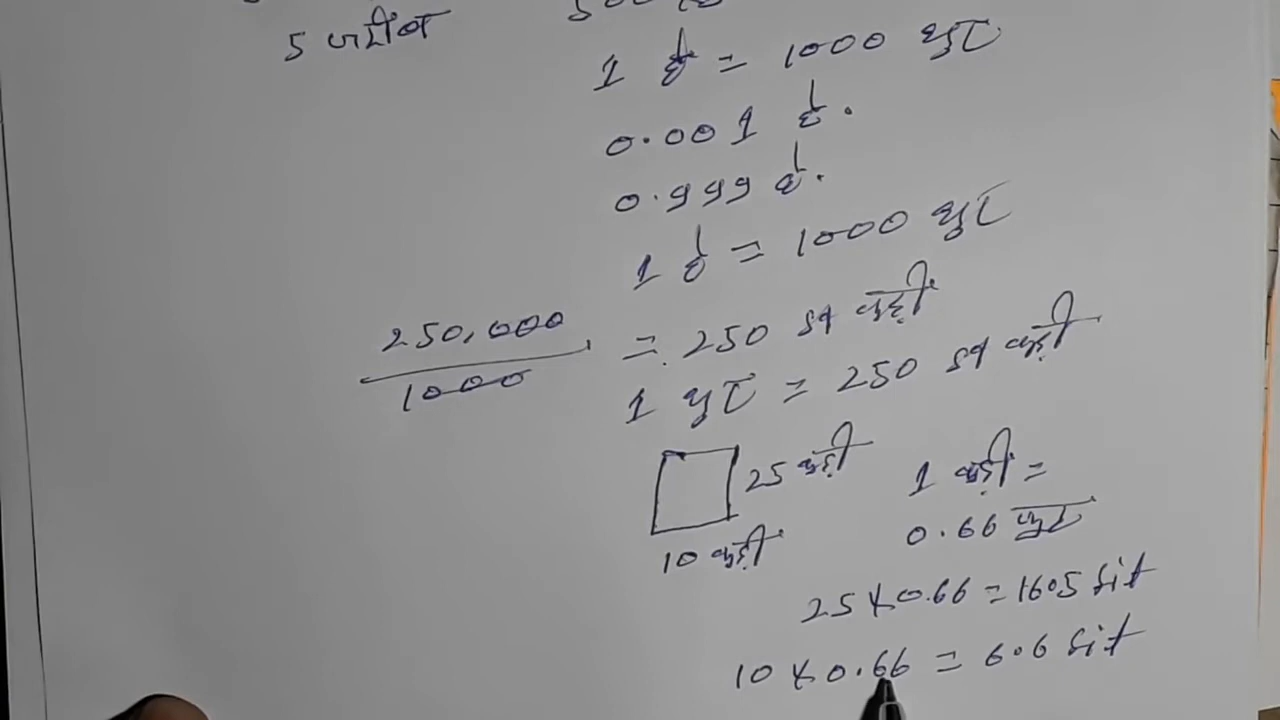 5 जरीब
1 हे = 1000 यूनिट
0.001 हे.
0.999 हे.
1 हे = 1000
250,000 / 1000 = 250 sq कड़ी
1 = 250 sq कड़ी
25 कड़ी
10 कड़ी
1 कड़ी =
0.66 फुट
25 x 0.66 = 16.5 fit
10 x 0.66 = 6.6 fit